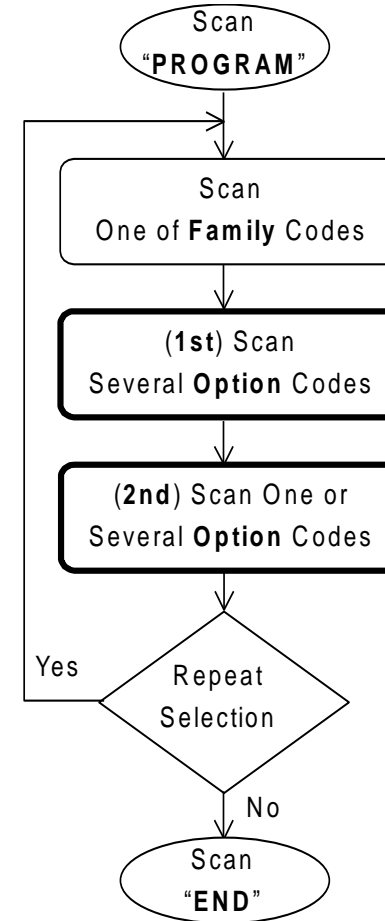 Scan
“PROGRAM”
Scan
One of Family Codes
(1st) Scan
Several Option Codes
(2nd) Scan One or
Several Option Codes
Yes
Repeat
Selection
No
Scan
“END”